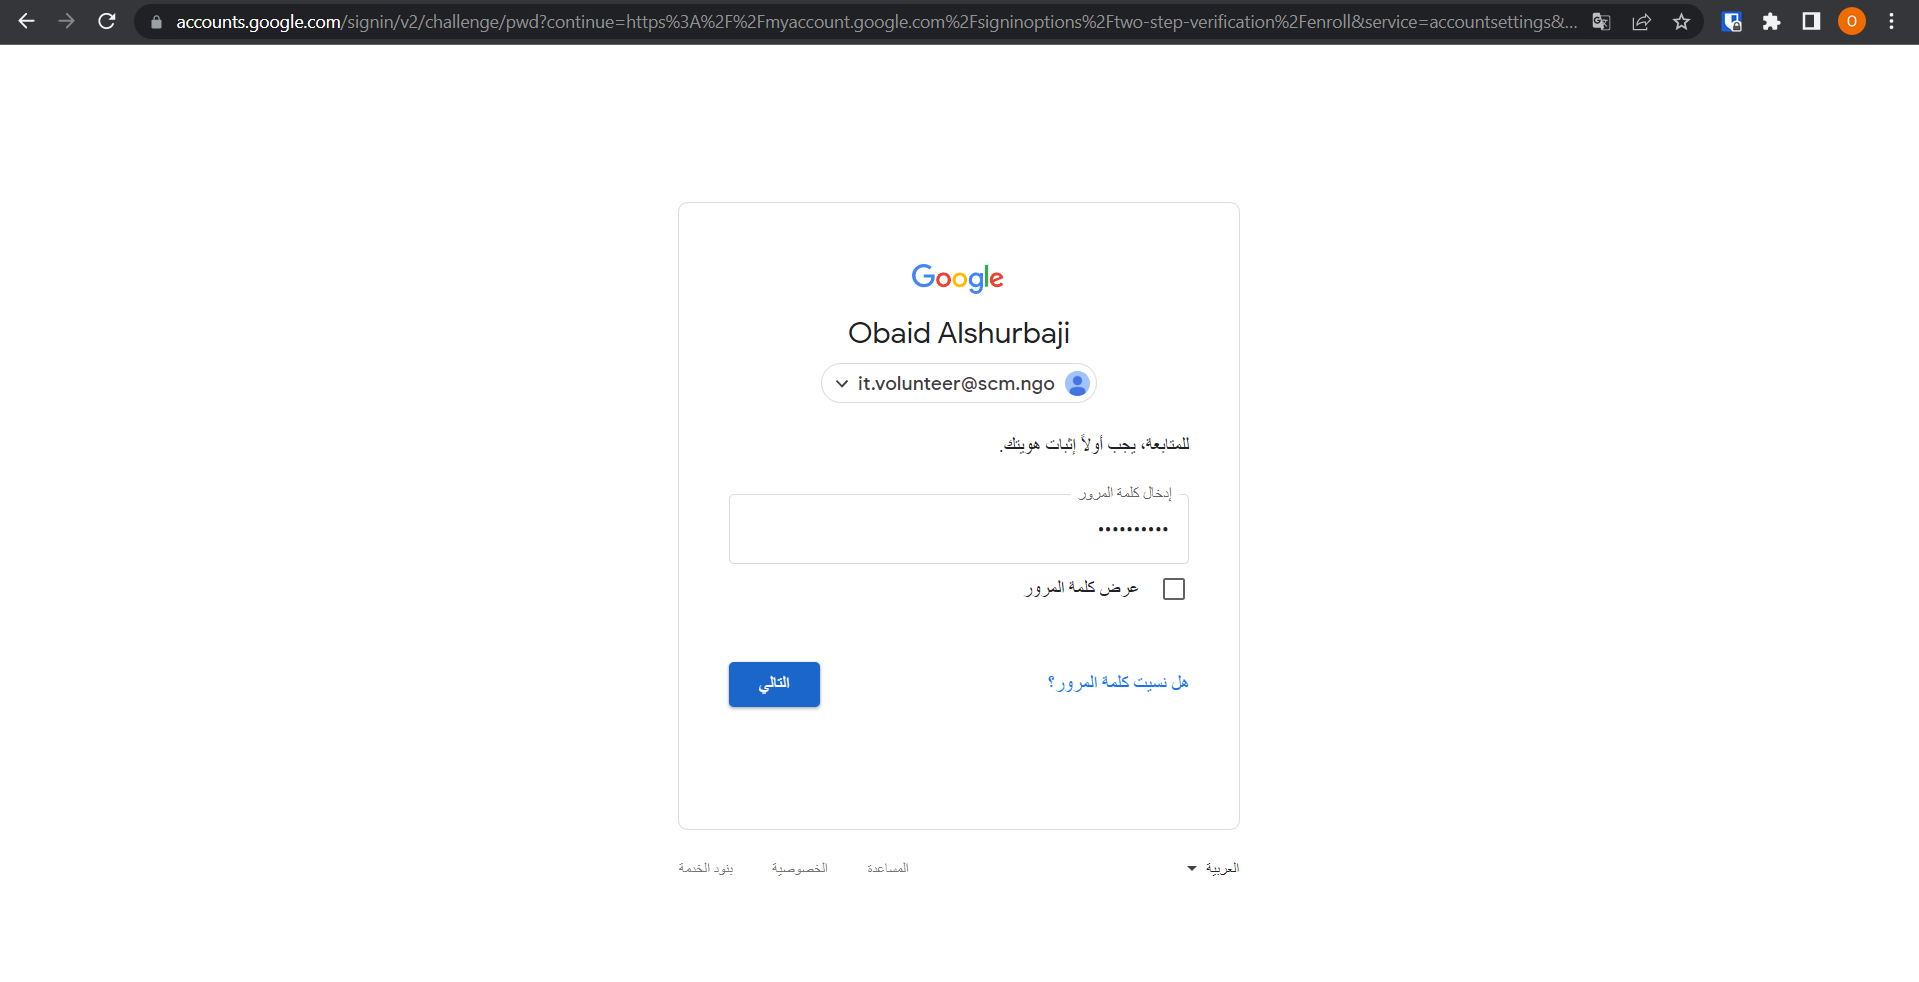 accounts.google.com/signin/v2/challenge/pwd?continue=https%3A%2F%2Fmyaccount.google.com%2Fsigninoptions%2Ftwo-step-verification%2Fenroll&service=accountsettings&...
O
Google
Obaid Alshurbaji
it.volunteer@scm.ngo
للمتابعة، يجب أولاً إثبات هويتك.
إدخال كلمة المرور
••••••••••
عرض كلمة المرور
هل نسيت كلمة المرور؟
التالي
العربية
المساعدة
الخصوصية
بنود الخدمة